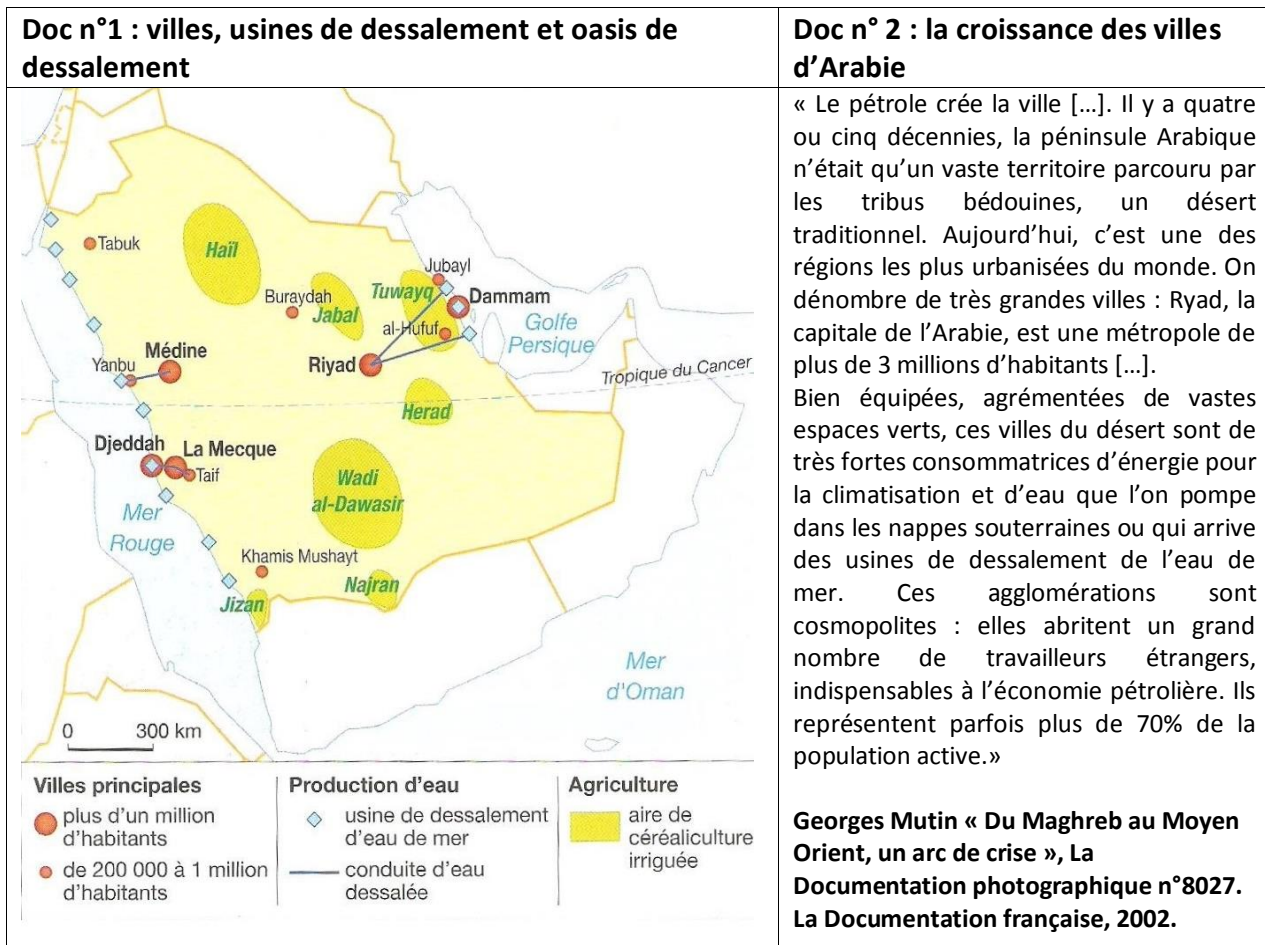 Doc n°1 : villes, usines de dessalement et oasis de
dessalement
Tabuk
Haïl
Buraydah
Jabal
Jubayl
Tuwayq
Dammam
al-Hufuf
Golfe
Persique
Yanbu
Médine
Riyad
Tropique du Cancer
Herad
Djeddah
La Mecque
Taif
Wadi
al-Dawasir
Mer
Rouge
Khamis Mushayt
Najran
Jizan
Mer
d'Oman
0 300 km
Villes principales
plus d'un million
d'habitants
de 200 000 à 1 million
d'habitants
Production d'eau
usine de dessalement
d'eau de mer
conduite d'eau
dessalée
Agriculture
aire de
céréaliculture
irriguée
Doc n° 2 : la croissance des villes
d’Arabie
« Le pétrole crée la ville […]. Il y a quatre
ou cinq décennies, la péninsule Arabique
n’était qu’un vaste territoire parcouru par
les tribus bédouines, un désert
traditionnel. Aujourd’hui, c’est une des
régions les plus urbanisées du monde. On
dénombre de très grandes villes : Ryad, la
capitale de l’Arabie, est une métropole de
plus de 3 millions d’habitants […].
Bien équipées, agrémentées de vastes
espaces verts, ces villes du désert sont de
très fortes consommatrices d’énergie pour
la climatisation et d’eau que l’on pompe
dans les nappes souterraines ou qui arrive
des usines de dessalement de l’eau de
mer. Ces agglomérations sont
cosmopolites : elles abritent un grand
nombre de travailleurs étrangers,
indispensables à l’économie pétrolière. Ils
représentent parfois plus de 70% de la
population active.»
Georges Mutin « Du Maghreb au Moyen
Orient, un arc de crise », La
Documentation photographique n°8027.
La Documentation française, 2002.